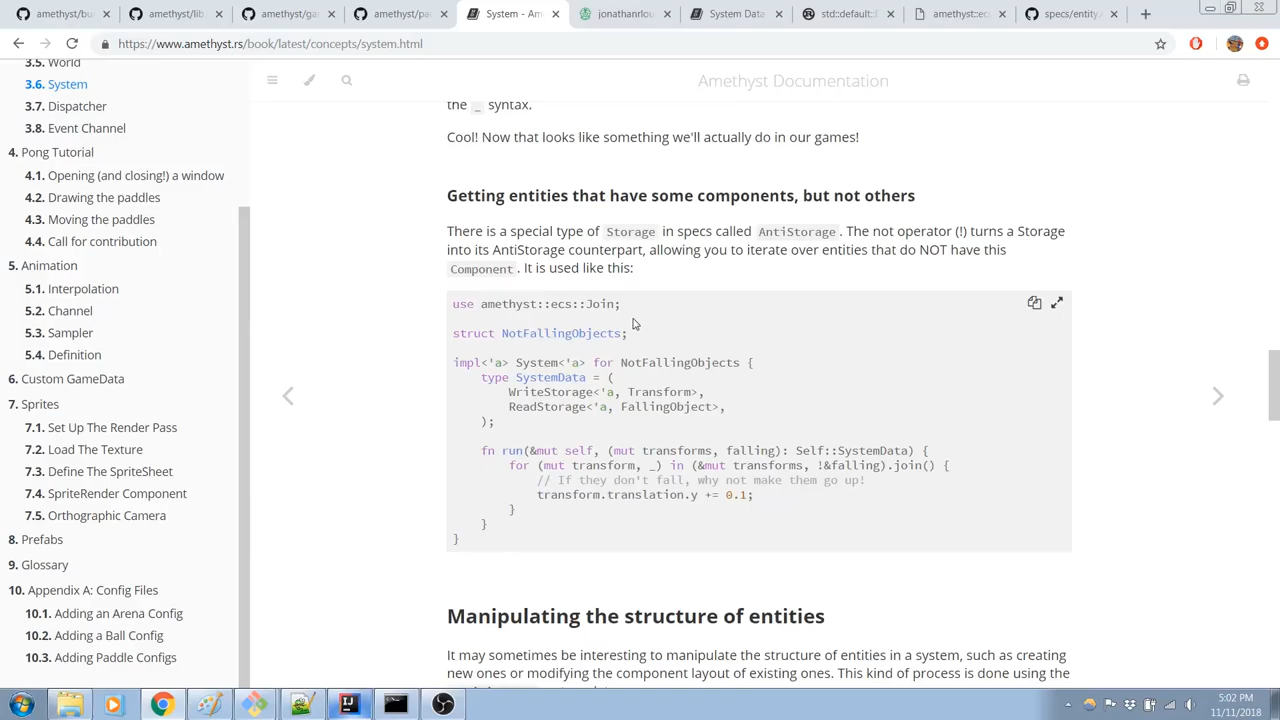 amethyst/bu
amethyst/lib
amethyst/ga
amethyst/pa
System - Am
jonathanrlou
System Data
std::default::D
amethyst::ecs
specs/entity.
https://www.amethyst.rs/book/latest/concepts/system.html
3.5. World
3.6. System
3.7. Dispatcher
3.8. Event Channel
4. Pong Tutorial
4.1. Opening (and closing!) a window
4.2. Drawing the paddles
4.3. Moving the paddles
4.4. Call for contribution
5. Animation
5.1. Interpolation
5.2. Channel
5.3. Sampler
5.4. Definition
6. Custom GameData
7. Sprites
7.1. Set Up The Render Pass
7.2. Load The Texture
7.3. Define The SpriteSheet
7.4. SpriteRender Component
7.5. Orthographic Camera
8. Prefabs
9. Glossary
10. Appendix A: Config Files
10.1. Adding an Arena Config
10.2. Adding a Ball Config
10.3. Adding Paddle Configs
Amethyst Documentation
the _ syntax.
Cool! Now that looks like something we'll actually do in our games!
Getting entities that have some components, but not others
There is a special type of Storage in specs called AntiStorage. The not operator (!) turns a Storage
into its AntiStorage counterpart, allowing you to iterate over entities that do NOT have this
Component. It is used like this:
use amethyst::ecs::Join;
struct NotFallingObjects;
impl<'a> System<'a> for NotFallingObjects {
type SystemData = (
WriteStorage<'a, Transform>,
ReadStorage<'a, FallingObject>,
);
fn run(&mut self, (mut transforms, falling): Self::SystemData) {
for (mut transform, _) in (&mut transforms, !&falling).join() {
// If they don't fall, why not make them go up!
transform.translation.y += 0.1;
}
}
}
Manipulating the structure of entities
It may sometimes be interesting to manipulate the structure of entities in a system, such as creating
new ones or modifying the component layout of existing ones. This kind of process is done using the
5:02 PM
11/11/2018